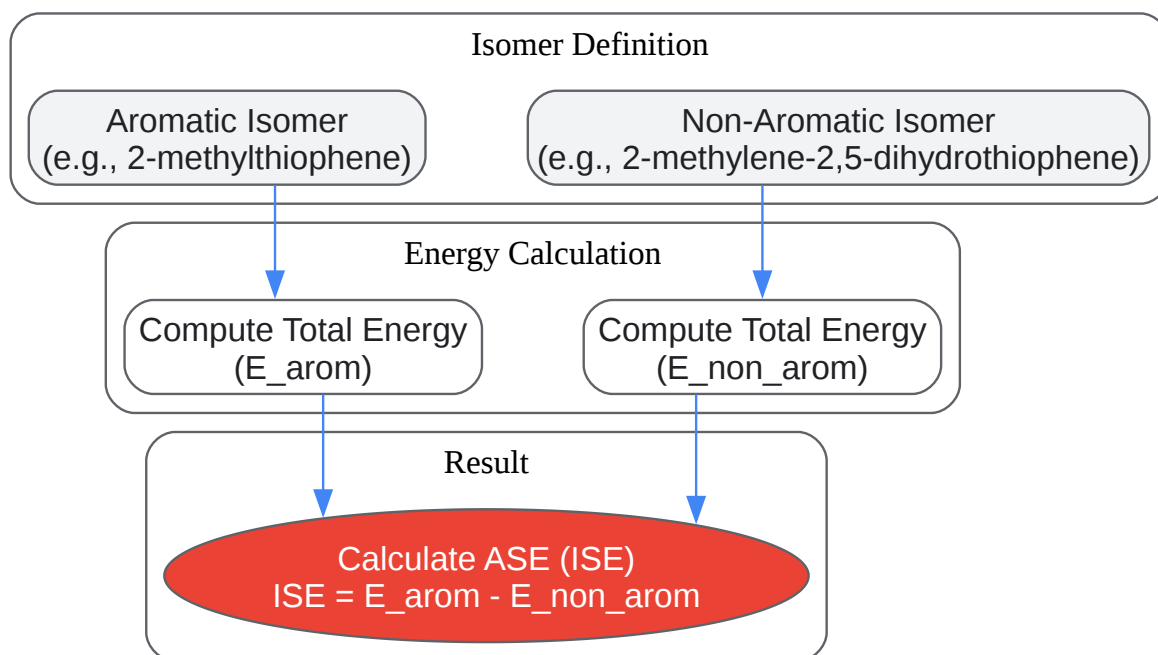 Isomer Definition
Aromatic Isomer
(e.g., 2-methylthiophene)
Non-Aromatic Isomer
(e.g., 2-methylene-2,5-dihydrothiophene)
Energy Calculation
Compute Total Energy
(E_arom)
Compute Total Energy
(E_non_arom)
Result
Calculate ASE (ISE)
ISE = E_arom - E_non_arom